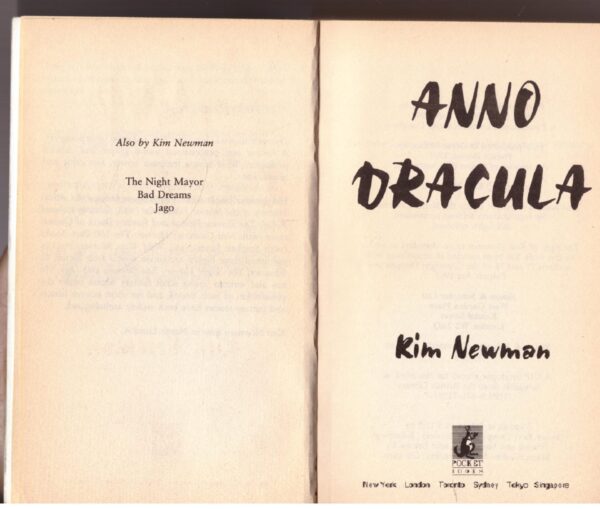 Also by Kim Newman
The Night Mayor
Bad Dreams
Jago
ANNO
DRACULA
Kim Newman
POCKET
BOOKS
New York London Toronto Sydney Tokyo Singapore